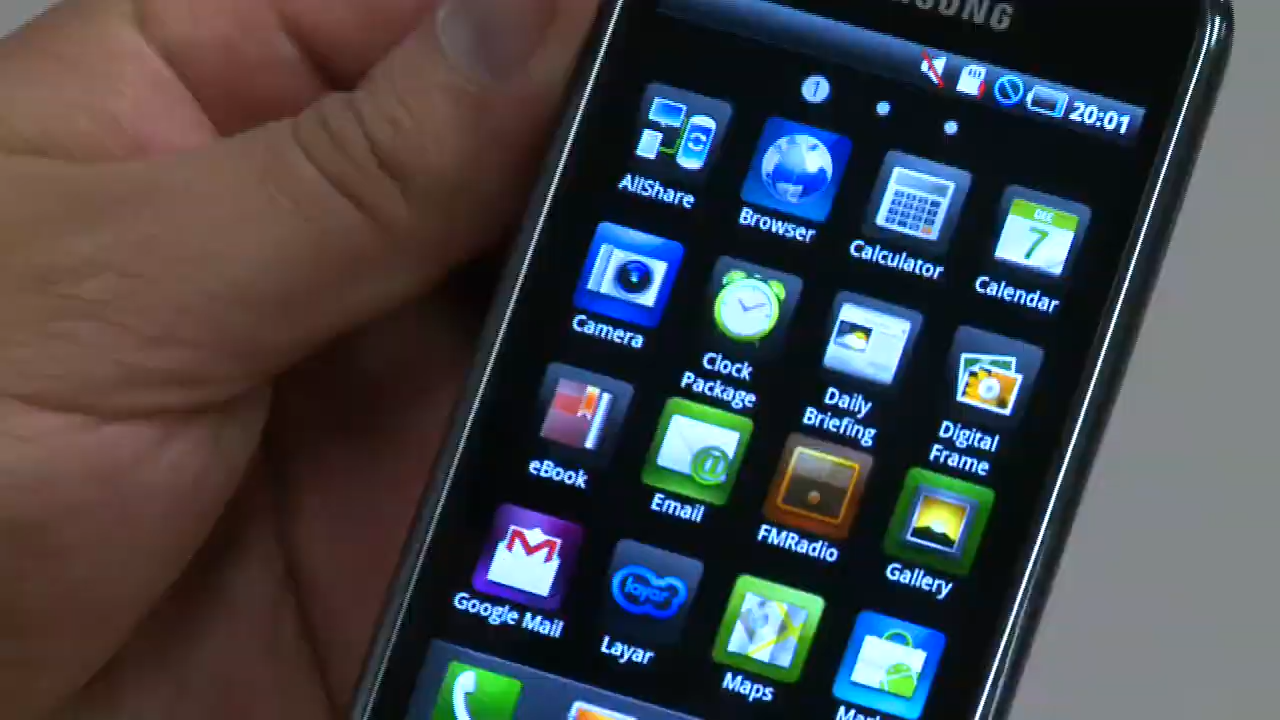 20:01
1
AllShare
Browser
Calculator
DEC
7
Calendar
Camera
Clock
Package
Daily
Briefing
Digital
Frame
eBook
@
Email
FMRadio
Gallery
Google Mail
layar
Layar
Maps